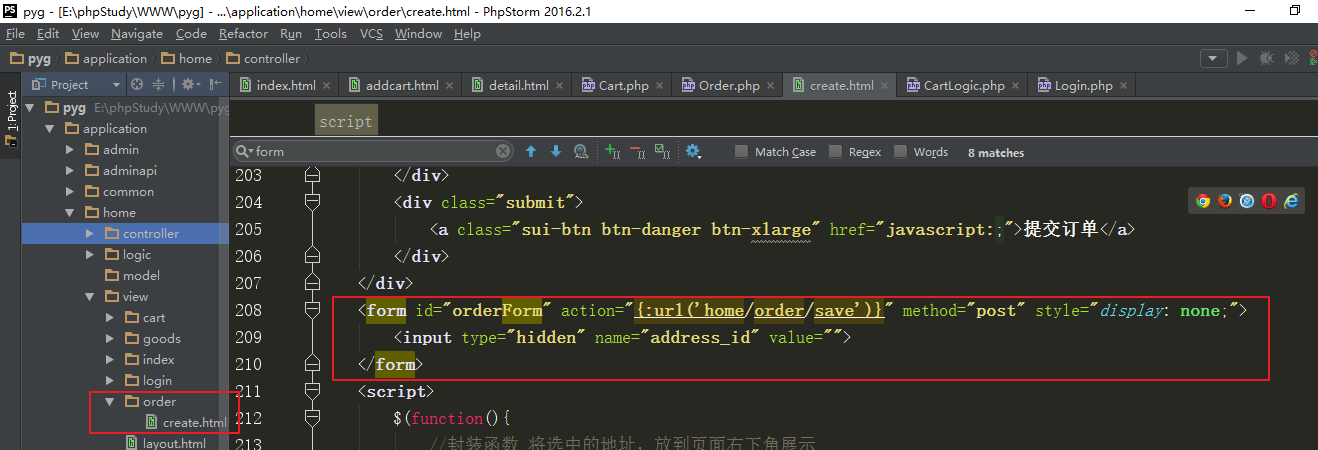 PS pyg - [E:\phpStudy\WWW\pyg] - ...\application\home\view\order\create.html - PhpStorm 2016.2.1
File Edit View Navigate Code Refactor Run Tools VCS Window Help
pyg application home controller
1: Project
Project
index.html addcart.html detail.html Cart.php Order.php create.html CartLogic.php Login.php
pyg E:\phpStudy\WWW\pyg
application
admin
adminapi
common
home
controller
logic
model
view
cart
goods
index
login
order
create.html
layout.html
script
form Match Case Regex Words 8 matches
203 </div>
204 <div class="submit">
205 <a class="sui-btn btn-danger btn-xlarge" href="javascript:;">提交订单</a>
206 </div>
207 </div>
208 <form id="orderForm" action="{:url('home/order/save')}" method="post" style="display: none;">
209 <input type="hidden" name="address_id" value="">
210 </form>
211 <script>
212 $(function(){
213 //封装函数 将选中的地址，放到页面右下角展示